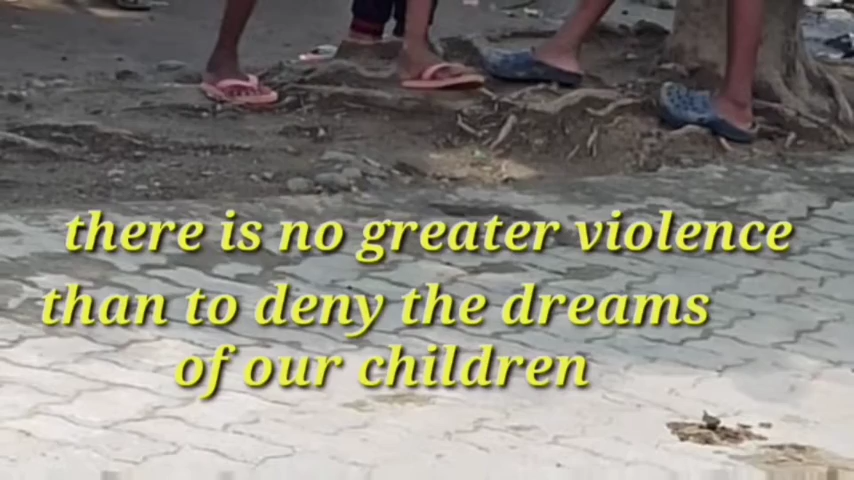 there is no greater violence
than to deny the dreams
of our children